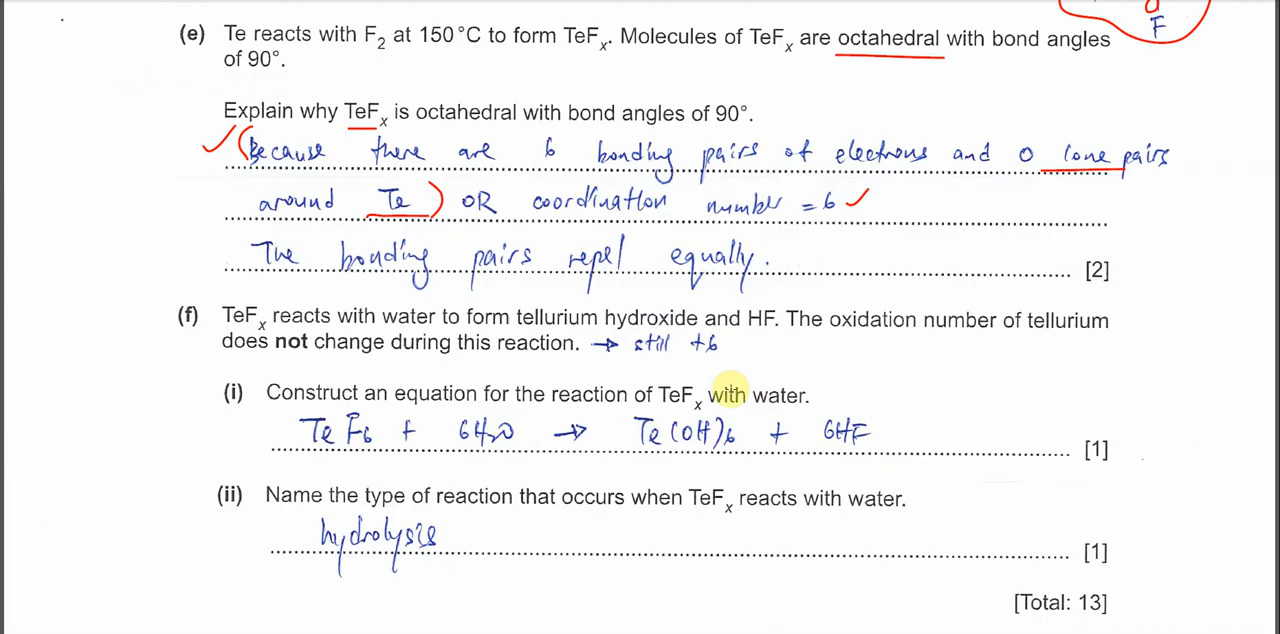 F
(e) Te reacts with F₂ at 150 °C to form TeFₓ. Molecules of TeFₓ are octahedral with bond angles
of 90°.
Explain why TeFₓ is octahedral with bond angles of 90°.
✓ (Because there are 6 bonding pairs of electrons and 0 lone pairs
around Te) OR coordination number = 6 ✓
The bonding pairs repel equally.
[2]
(f) TeFₓ reacts with water to form tellurium hydroxide and HF. The oxidation number of tellurium
does not change during this reaction. → still +6
(i) Construct an equation for the reaction of TeFₓ with water.
TeF₆ + 6H₂O → Te(OH)₆ + 6HF
[1]
(ii) Name the type of reaction that occurs when TeFₓ reacts with water.
hydrolysis
[1]
[Total: 13]